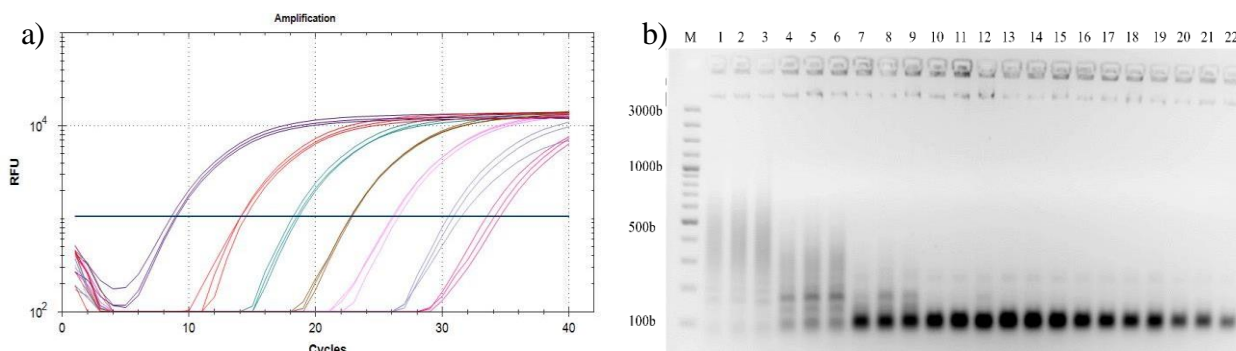 a)
Amplification
RFU
10^4
10^3
10^2
0 10 20 30 40
Cycles
b)
M 1 2 3 4 5 6 7 8 9 10 11 12 13 14 15 16 17 18 19 20 21 22
3000b
1000b
500b
100b